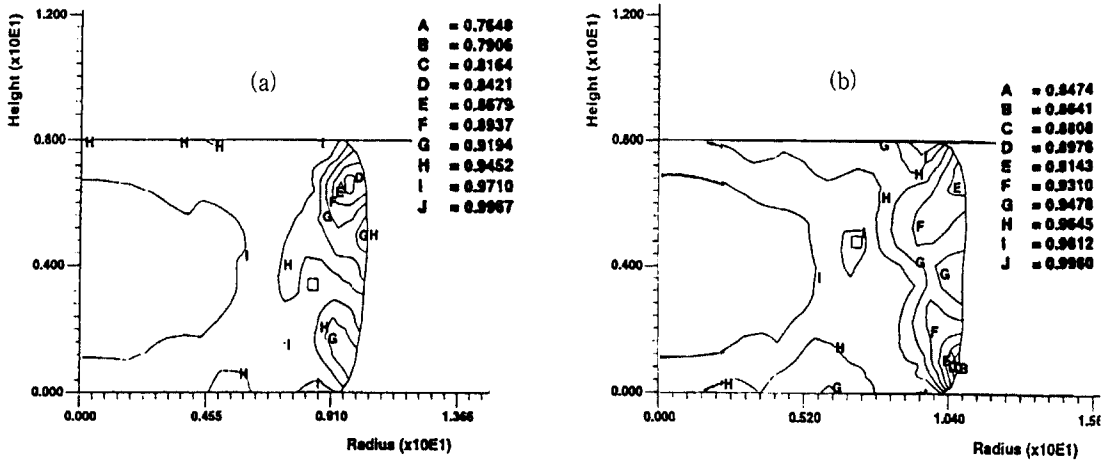 Height (x10E1)
1.200
0.800
0.400
0.000
0.000 0.455 0.910 1.366
Radius (x10E1)
(a)
A = 0.7648
B = 0.7906
C = 0.8164
D = 0.8421
E = 0.8679
F = 0.8937
G = 0.9194
H = 0.9452
I = 0.9710
J = 0.9967
H H H I
D
A
E
F
G
G H
I
H
H
G
I
H
I
Height (x10E1)
1.200
0.800
0.400
0.000
0.000 0.520 1.040 1.56
Radius (x10E1)
(b)
A = 0.8474
B = 0.8641
C = 0.8808
D = 0.8976
E = 0.9143
F = 0.9310
G = 0.9478
H = 0.9645
I = 0.9812
J = 0.9980
G
H
E
H
F
G
G
I
F
H
E
B
H
G